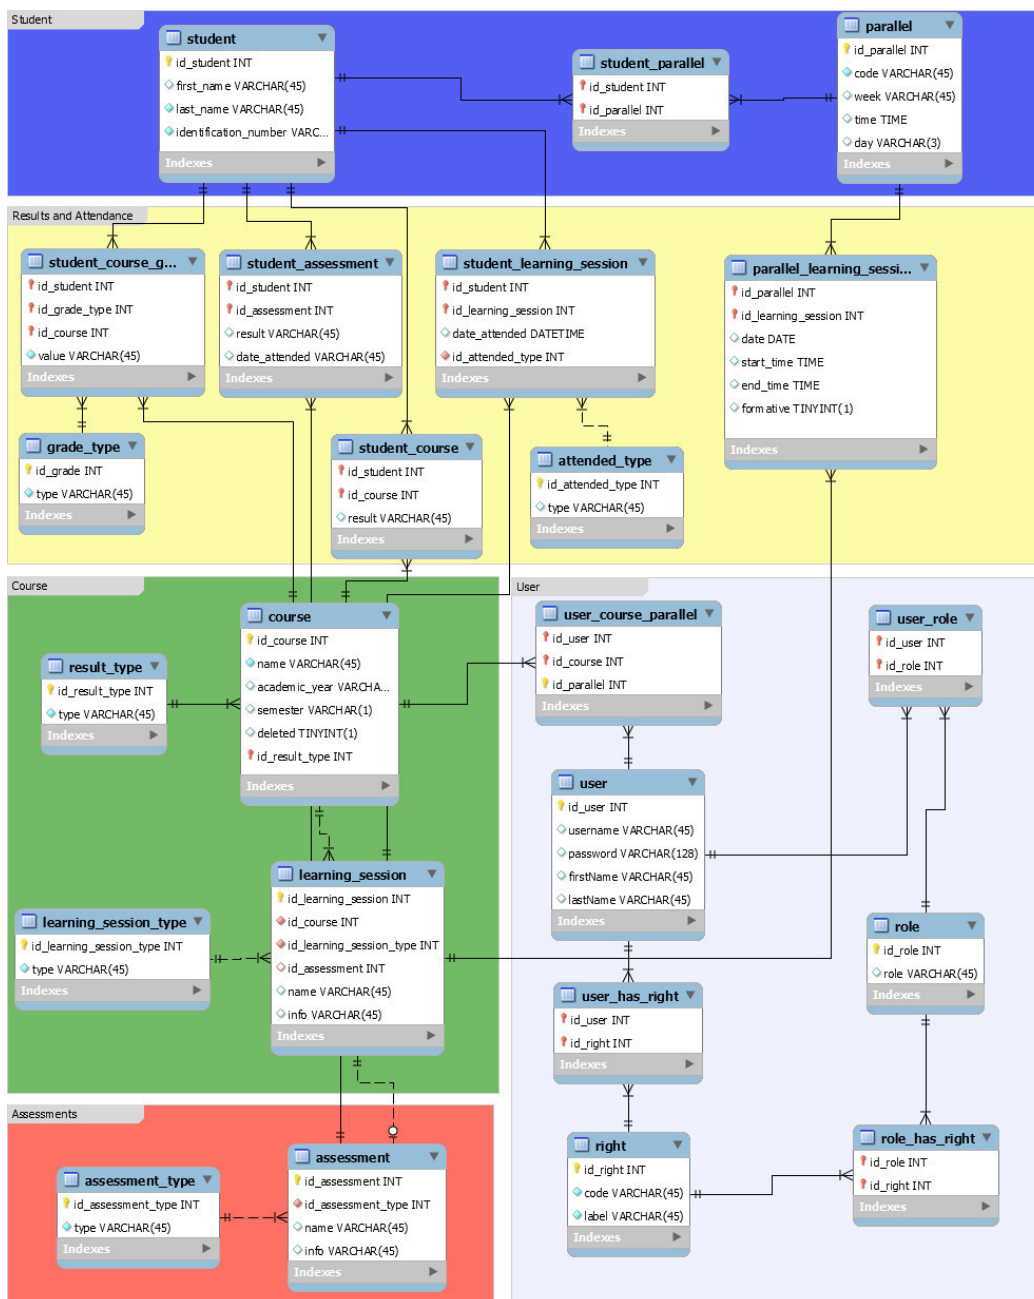 Student
student
id_student INT
first_name VARCHAR(45)
last_name VARCHAR(45)
identification_number VARC...
Indexes
student_parallel
id_student INT
id_parallel INT
Indexes
parallel
id_parallel INT
code VARCHAR(45)
week VARCHAR(45)
time TIME
day VARCHAR(3)
Indexes
Results and Attendance
student_course_g...
id_student INT
id_grade_type INT
id_course INT
value VARCHAR(45)
Indexes
student_assessment
id_student INT
id_assessment INT
result VARCHAR(45)
date_attended VARCHAR(45)
Indexes
student_learning_session
id_student INT
id_learning_session INT
date_attended DATETIME
id_attended_type INT
Indexes
parallel_learning_sessi...
id_parallel INT
id_learning_session INT
date DATE
start_time TIME
end_time TIME
formative TINYINT(1)
Indexes
grade_type
id_grade INT
type VARCHAR(45)
Indexes
student_course
id_student INT
id_course INT
result VARCHAR(45)
Indexes
attended_type
id_attended_type INT
type VARCHAR(45)
Indexes
Course
course
id_course INT
name VARCHAR(45)
academic_year VARCHA...
semester VARCHAR(1)
deleted TINYINT(1)
id_result_type INT
Indexes
result_type
id_result_type INT
type VARCHAR(45)
Indexes
learning_session
id_learning_session INT
id_course INT
id_learning_session_type INT
id_assessment INT
name VARCHAR(45)
info VARCHAR(45)
Indexes
learning_session_type
id_learning_session_type INT
type VARCHAR(45)
Indexes
User
user_course_parallel
id_user INT
id_course INT
id_parallel INT
Indexes
user_role
id_user INT
id_role INT
Indexes
user
id_user INT
username VARCHAR(45)
password VARCHAR(128)
firstName VARCHAR(45)
lastName VARCHAR(45)
Indexes
role
id_role INT
role VARCHAR(45)
Indexes
user_has_right
id_user INT
id_right INT
Indexes
right
id_right INT
code VARCHAR(45)
label VARCHAR(45)
Indexes
role_has_right
id_role INT
id_right INT
Indexes
Assessments
assessment
id_assessment INT
id_assessment_type INT
name VARCHAR(45)
info VARCHAR(45)
Indexes
assessment_type
id_assessment_type INT
type VARCHAR(45)
Indexes